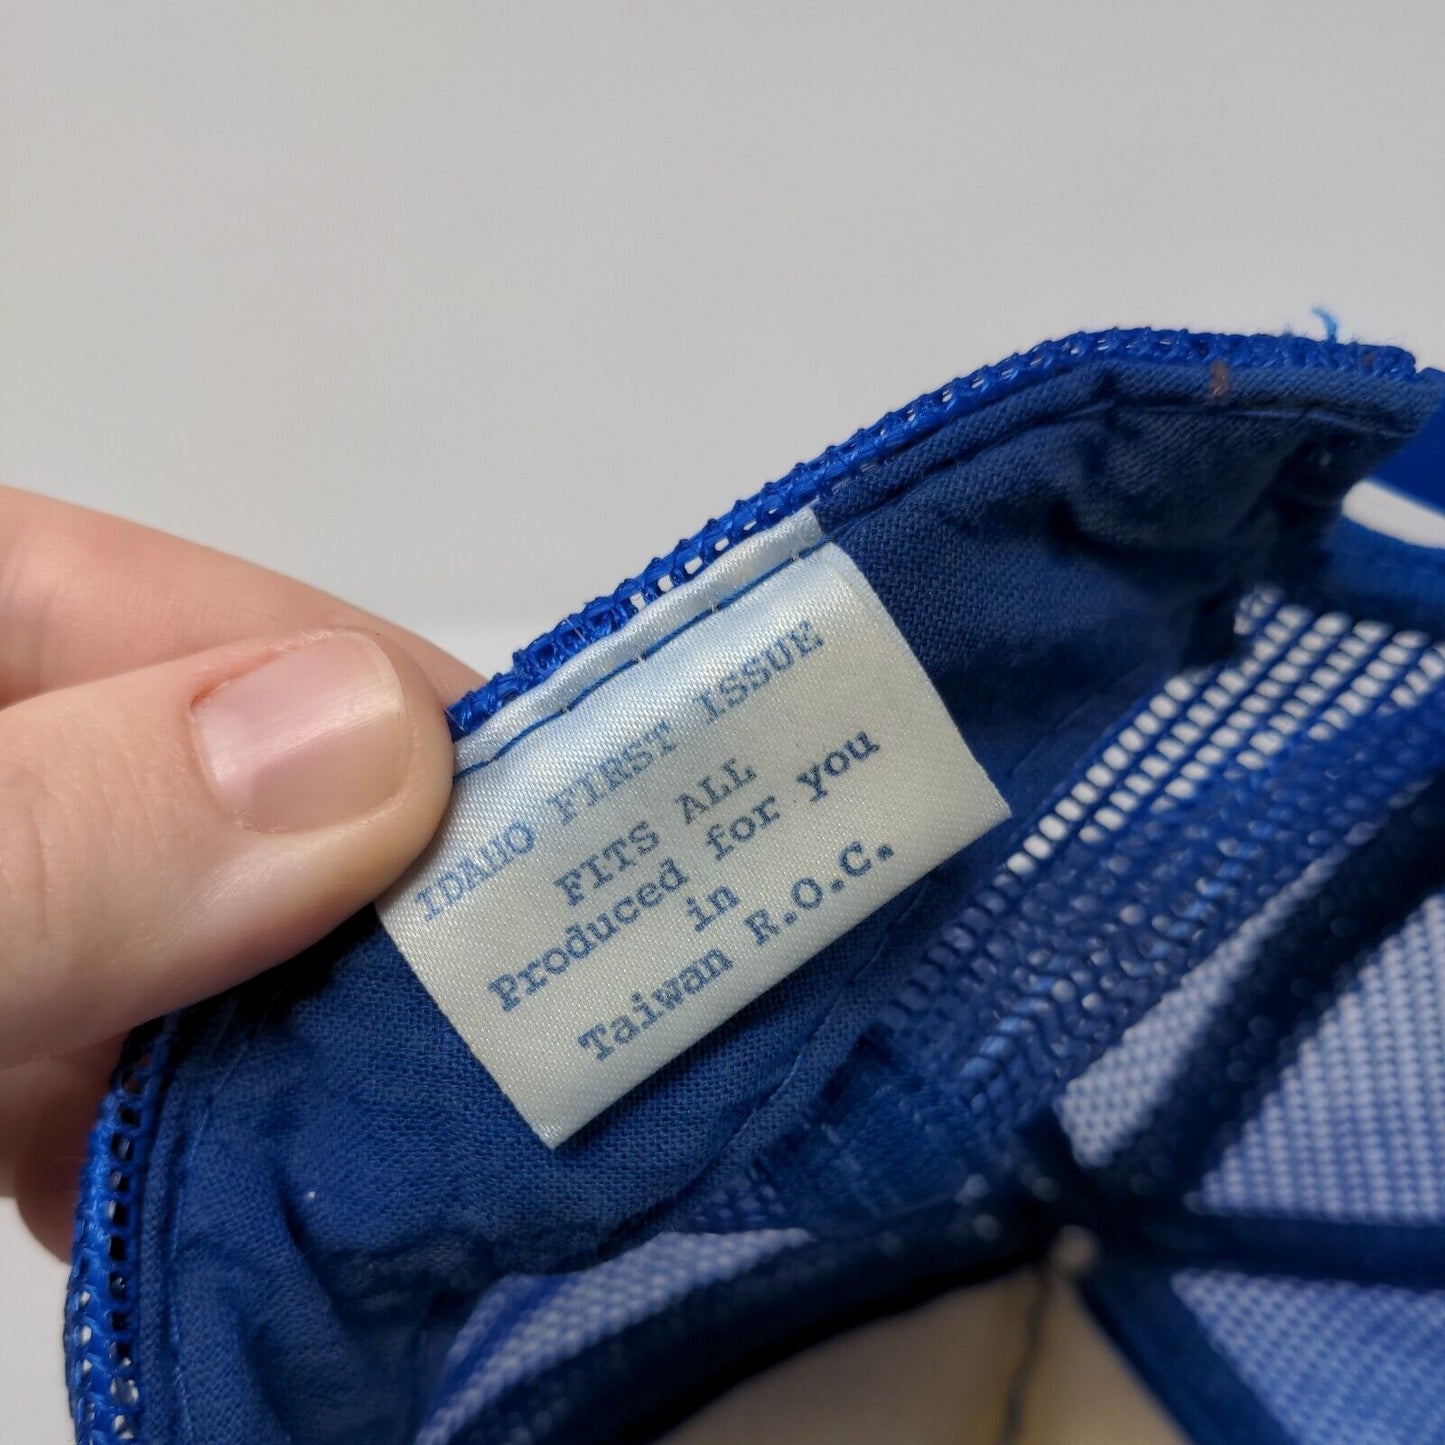 IDAHO FIRST ISSUE
FITS ALL
Produced for you
in
Taiwan R.O.C.